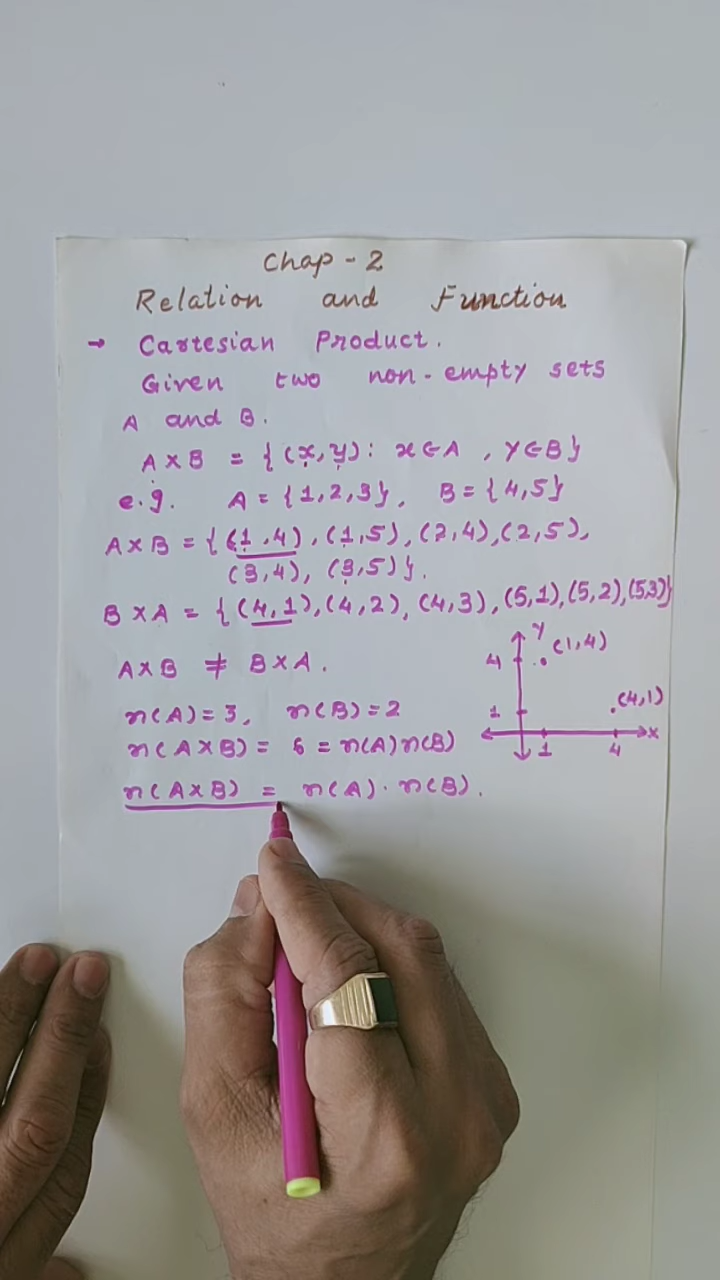 Chap - 2
Relation and Function
→ Cartesian Product.
Given two non-empty sets
A and B.
A×B = {(x,y): x∈A, y∈B}
e.g. A = {1,2,3}, B = {4,5}
A×B = {(1,4), (1,5), (2,4), (2,5),
(3,4), (3,5)}.
B×A = {(4,1), (4,2), (4,3), (5,1), (5,2), (5,3)}
A×B ≠ B×A.
n(A) = 3, n(B) = 2
n(A×B) = 6 = n(A)n(B)
n(A×B) = n(A)·n(B).
Y
(1,4)
4
(4,1)
1
X
1 4